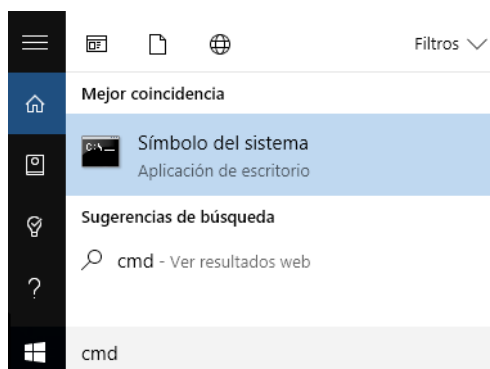 Filtros
Mejor coincidencia
C:\_
Símbolo del sistema
Aplicación de escritorio
Sugerencias de búsqueda
cmd - Ver resultados web
?
cmd